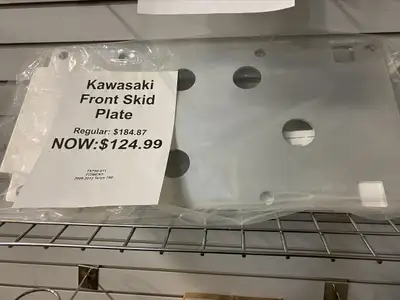 Kawasaki
Front Skid
Plate
Regular: $184.87
NOW:$124.99